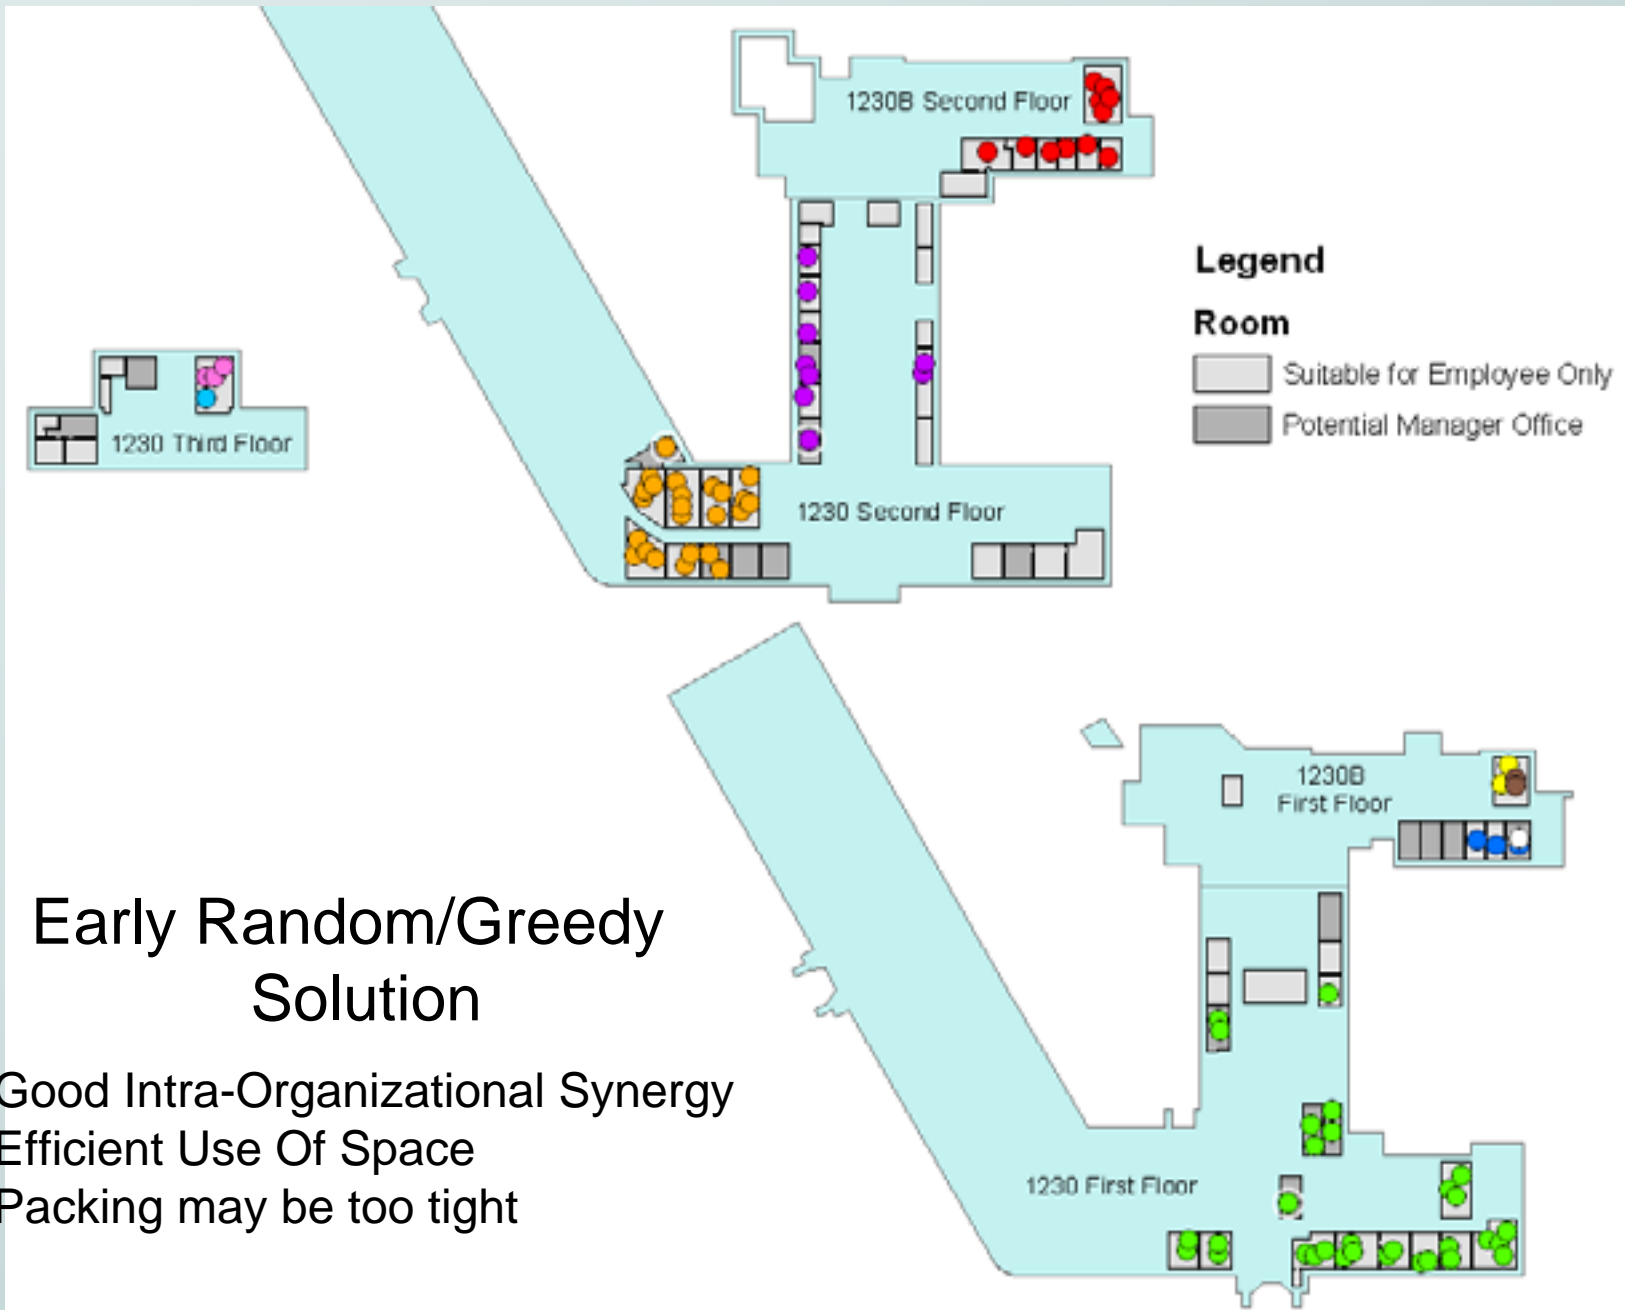 1230B Second Floor
Legend
Room
Suitable for Employee Only
Potential Manager Office
1230 Third Floor
1230 Second Floor
1230B
First Floor
Early Random/Greedy
Solution
Good Intra-Organizational Synergy
Efficient Use Of Space
Packing may be too tight
1230 First Floor